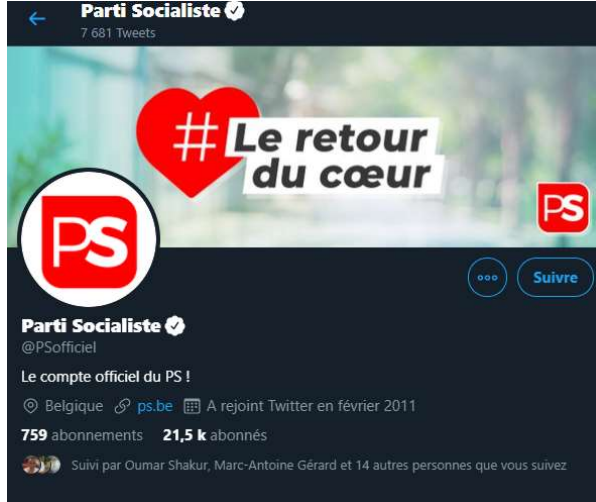 Parti Socialiste
7 681 Tweets
# Le retour
du cœur
PS
PS
Suivre
Parti Socialiste
@PSofficiel
Le compte officiel du PS !
Belgique ps.be A rejoint Twitter en février 2011
759 abonnements 21,5 k abonnés
Suivi par Oumar Shakur, Marc-Antoine Gérard et 14 autres personnes que vous suivez